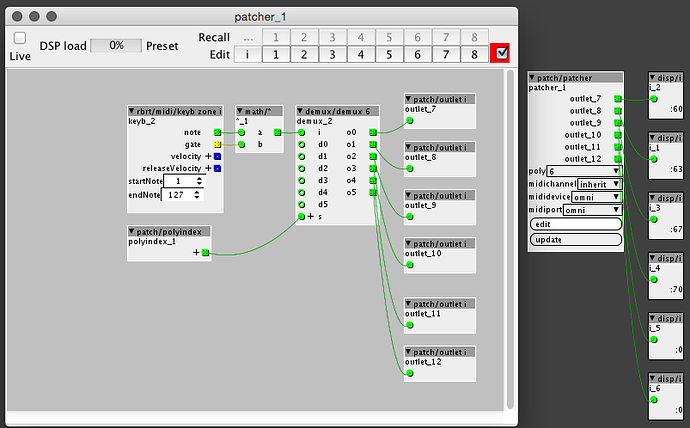 patcher_1
Live
DSP load
0%
Preset
Recall ... 1 2 3 4 5 6 7 8
Edit i 1 2 3 4 5 6 7 8
rbrt/midi/keyb zone i
keyb_2
note
gate
velocity +
releaseVelocity +
startNote 1
endNote 127
math/^
^_1
a
b
demux/demux 6
demux_2
i o0
d0 o1
d1 o2
d2 o3
d3 o4
d4 o5
d5
+ s
patch/polyindex
polyindex_1
+
patch/outlet i
outlet_7
patch/outlet i
outlet_8
patch/outlet i
outlet_9
patch/outlet i
outlet_10
patch/outlet i
outlet_11
patch/outlet i
outlet_12
patch/patcher
patcher_1
outlet_7
outlet_8
outlet_9
outlet_10
outlet_11
outlet_12
poly 6
midichannel inherit
mididevice omni
midiport omni
edit
update
disp/i
i_2
:60
disp/i
i_1
:63
disp/i
i_3
:67
disp/i
i_4
:70
disp/i
i_5
:0
disp/i
i_6
:0